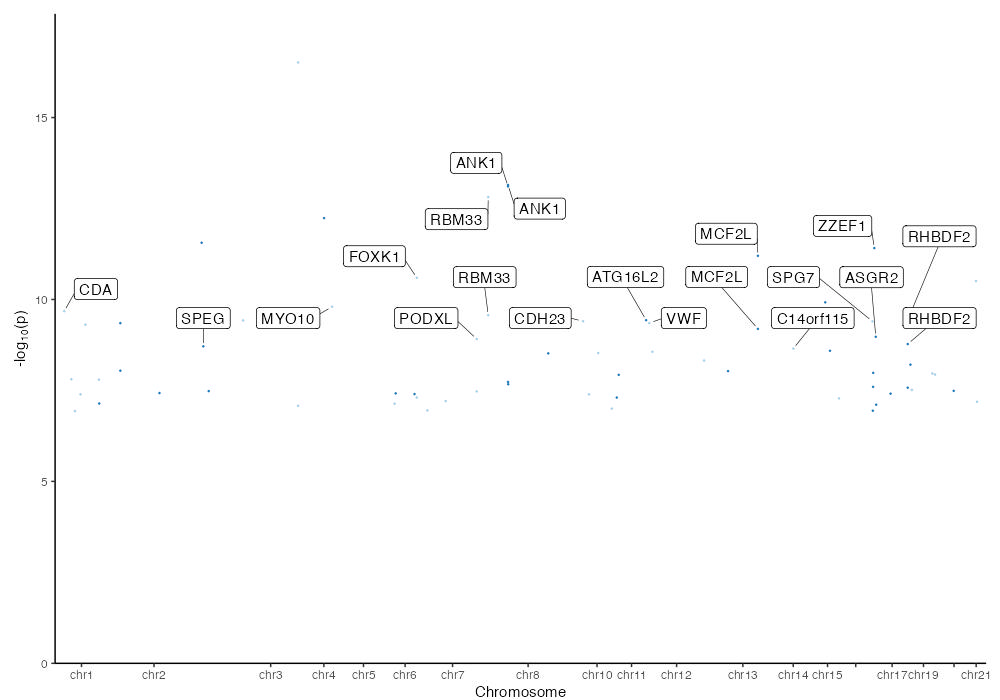 15
ANK1
ANK1
RBM33
MCF2L
ZZEF1
RHBDF2
FOXK1
CDA
RBM33
ATG16L2
MCF2L
SPG7
ASGR2
10
SPEG
MYO10
PODXL
CDH23
VWF
C14orf115
RHBDF2
-log10(p)
5
0
chr1 chr2 chr3 chr4 chr5 chr6 chr7 chr8 chr10 chr11 chr12 chr13 chr14 chr15 chr17 chr19 chr21
Chromosome